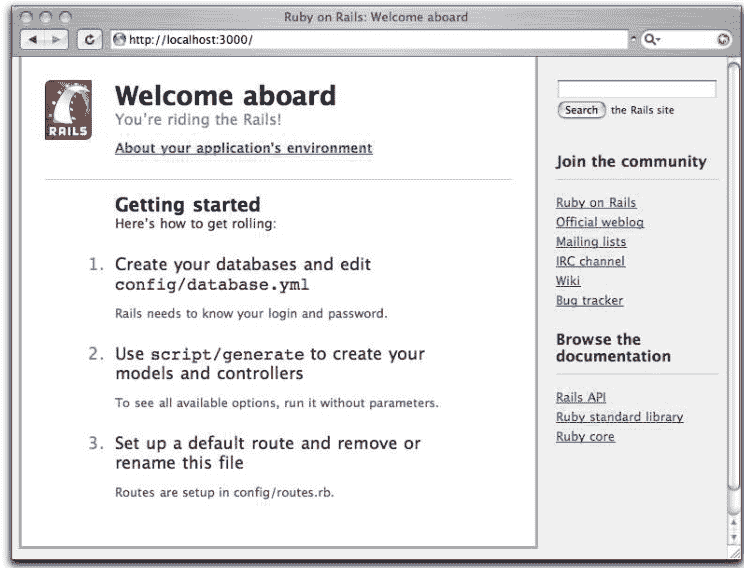 Ruby on Rails: Welcome aboard
http://localhost:3000/
RAILS
Welcome aboard
You're riding the Rails!
About your application's environment
Getting started
Here's how to get rolling:
1. Create your databases and edit
config/database.yml
Rails needs to know your login and password.
2. Use script/generate to create your
models and controllers
To see all available options, run it without parameters.
3. Set up a default route and remove or
rename this file
Routes are setup in config/routes.rb.
Search the Rails site
Join the community
Ruby on Rails
Official weblog
Mailing lists
IRC channel
Wiki
Bug tracker
Browse the
documentation
Rails API
Ruby standard library
Ruby core